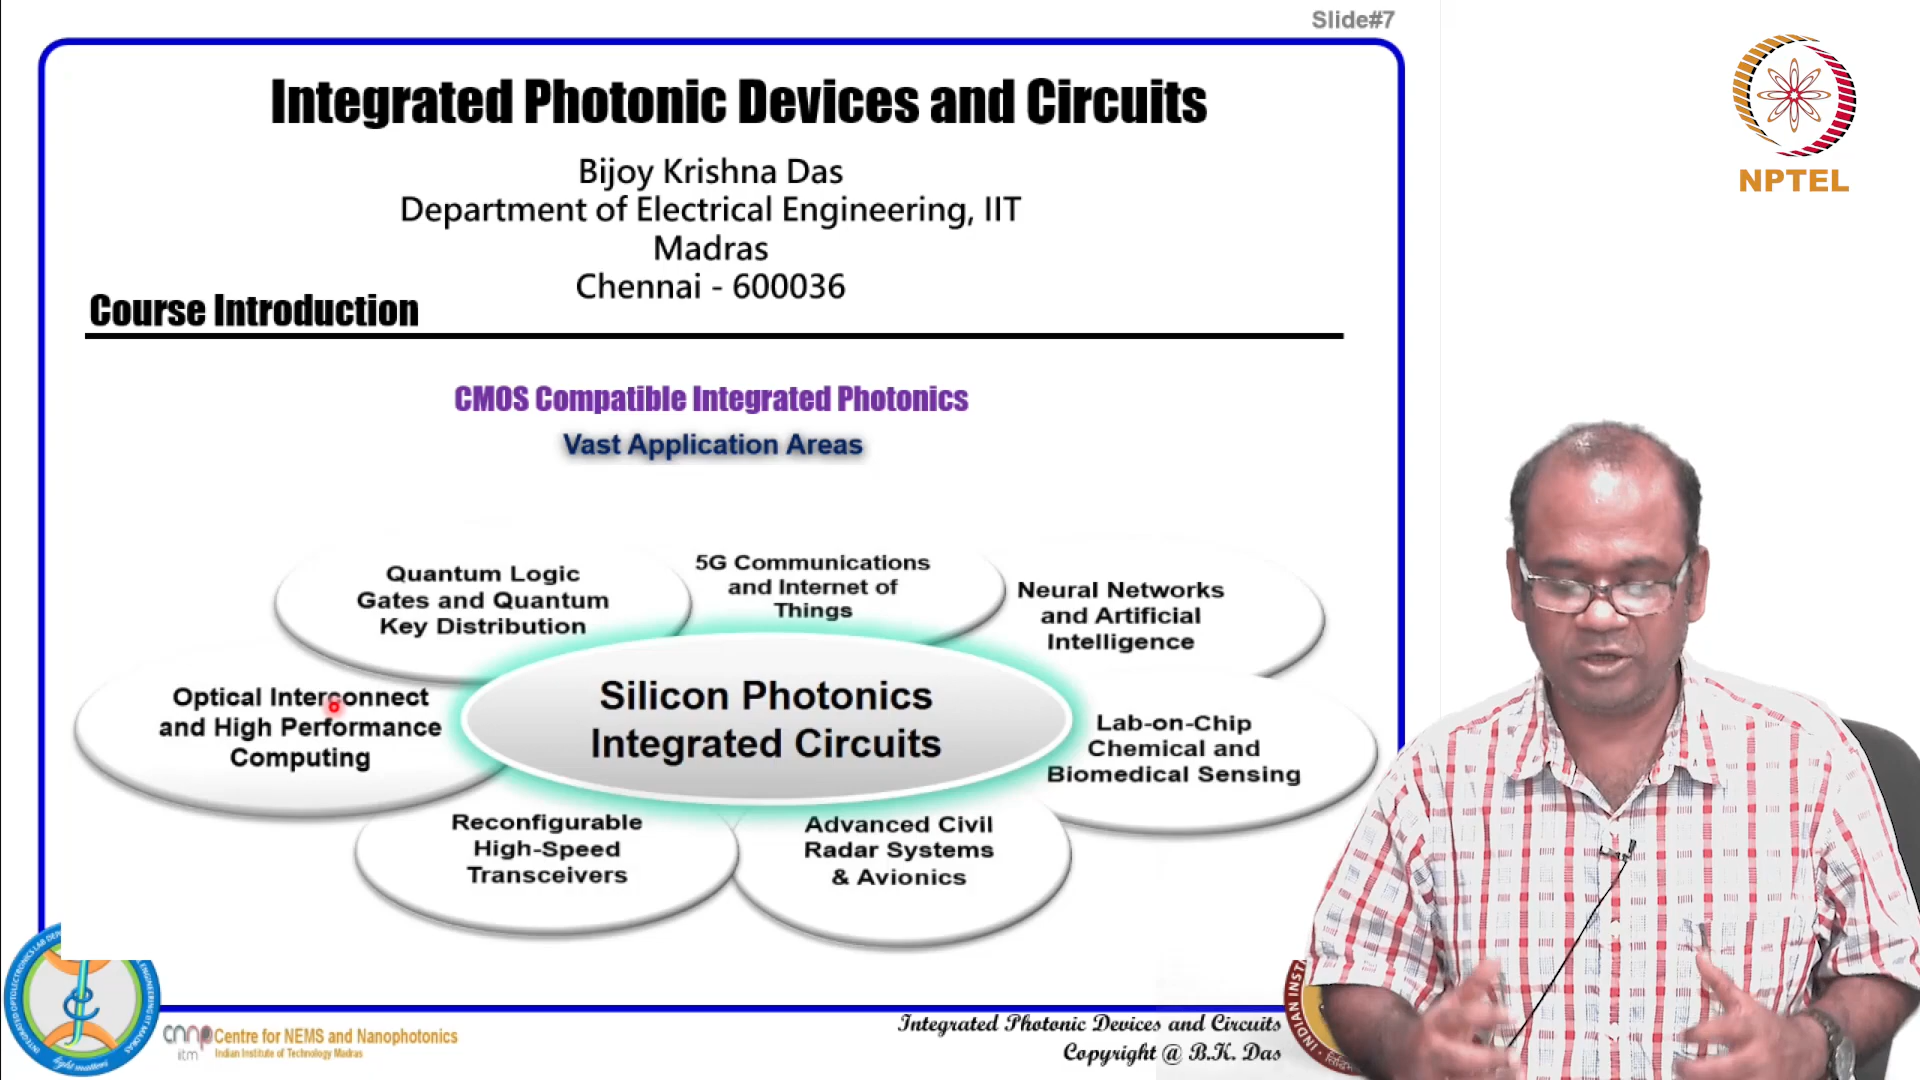 Slide#7
NPTEL
Integrated Photonic Devices and Circuits
Bijoy Krishna Das
Department of Electrical Engineering, IIT
Madras
Chennai - 600036
Course Introduction
CMOS Compatible Integrated Photonics
Vast Application Areas
Quantum Logic
Gates and Quantum
Key Distribution
5G Communications
and Internet of
Things
Neural Networks
and Artificial
Intelligence
Optical Interconnect
and High Performance
Computing
Silicon Photonics
Integrated Circuits
Lab-on-Chip
Chemical and
Biomedical Sensing
Reconfigurable
High-Speed
Transceivers
Advanced Civil
Radar Systems
& Avionics
light matters
cnnp
iitm
Centre for NEMS and Nanophotonics
Indian Institute of Technology Madras
Integrated Photonic Devices and Circuits
Copyright @ B.K. Das